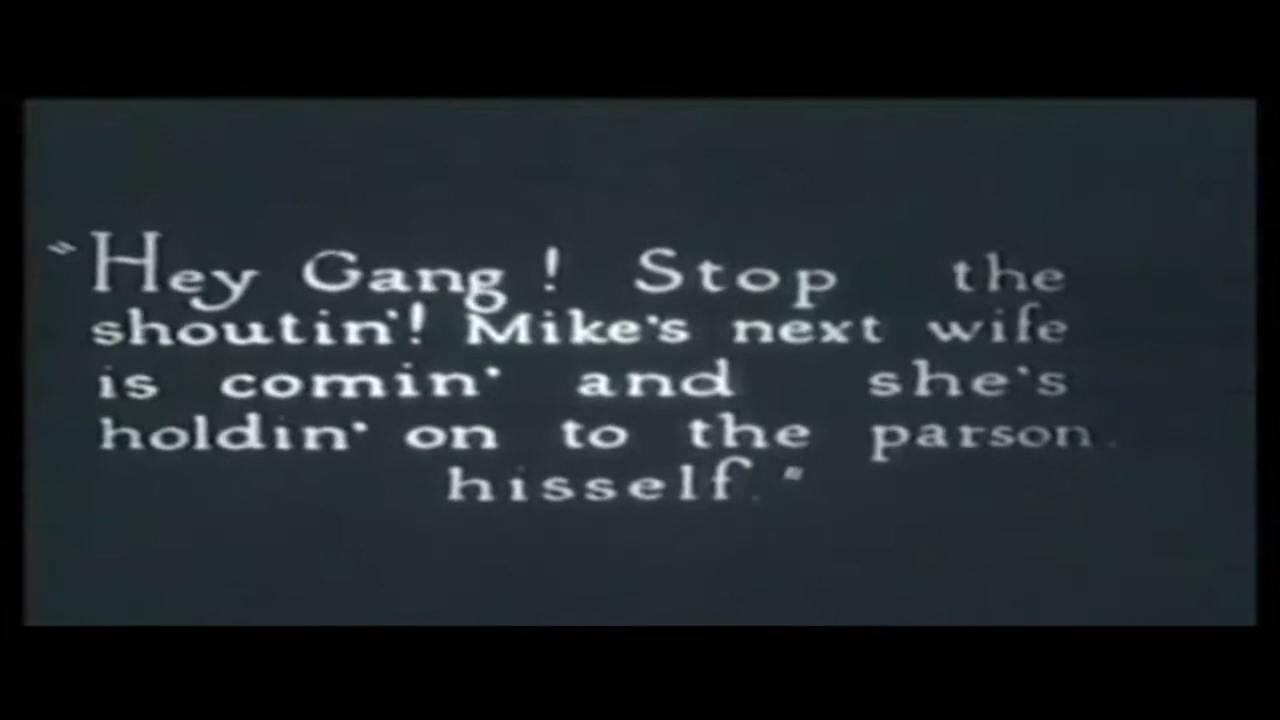 "Hey Gang! Stop the
shoutin'! Mike's next wife
is comin' and she's
holdin' on to the parson
hisself."